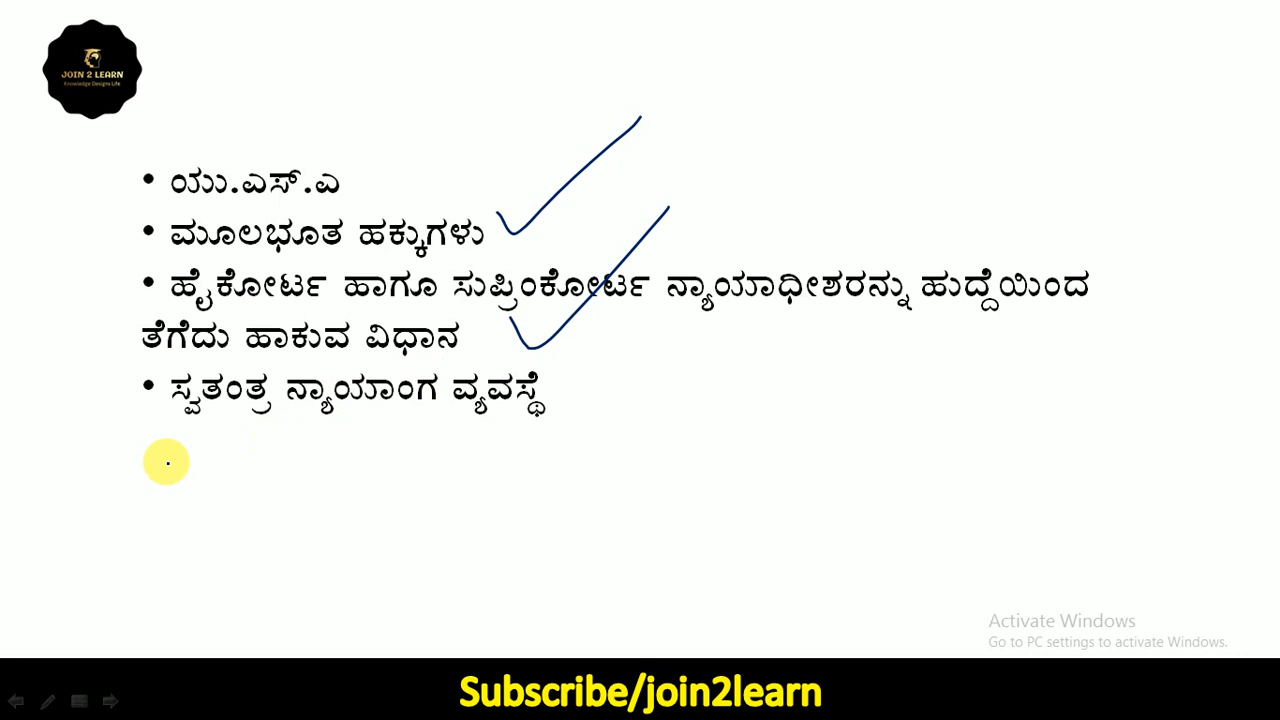 JOIN 2 LEARN
Knowledge Designs Life
• ಯು.ಎಸ್.ಎ
• ಮೂಲಭೂತ ಹಕ್ಕುಗಳು
• ಹೈಕೋರ್ಟ ಹಾಗೂ ಸುಪ್ರಿಂಕೋರ್ಟ ನ್ಯಾಯಾಧೀಶರನ್ನು ಹುದ್ದೆಯಿಂದ
ತೆಗೆದು ಹಾಕುವ ವಿಧಾನ
• ಸ್ವತಂತ್ರ ನ್ಯಾಯಾಂಗ ವ್ಯವಸ್ಥೆ
Activate Windows
Go to PC settings to activate Windows.
Subscribe/join2learn